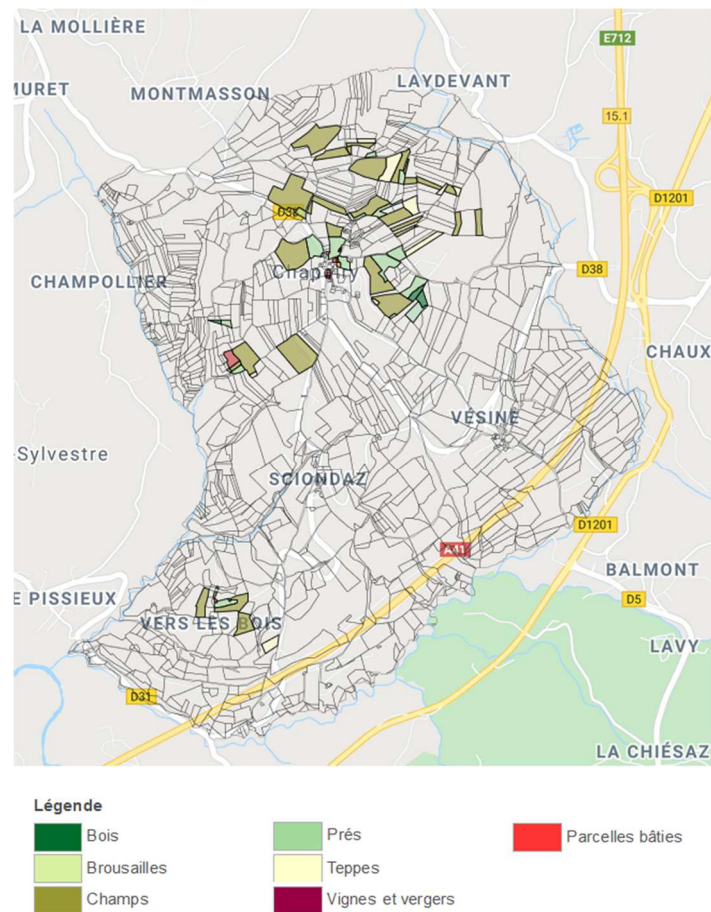 LA MOLLIÈRE
E712
LAYDEVANT
MURET
MONTMASSON
15.1
D1201
D38
CHAMPOLLIER
Chapeiry
D38
CHAUX
VÉSINE
-Sylvestre
SCIONDAZ
D1201
A41
BALMONT
E PISSIEUX
D5
VERS LES BOIS
LAVY
D31
LA CHIÉSAZ
Légende
Bois
Prés
Parcelles bâties
Brousailles
Teppes
Champs
Vignes et vergers